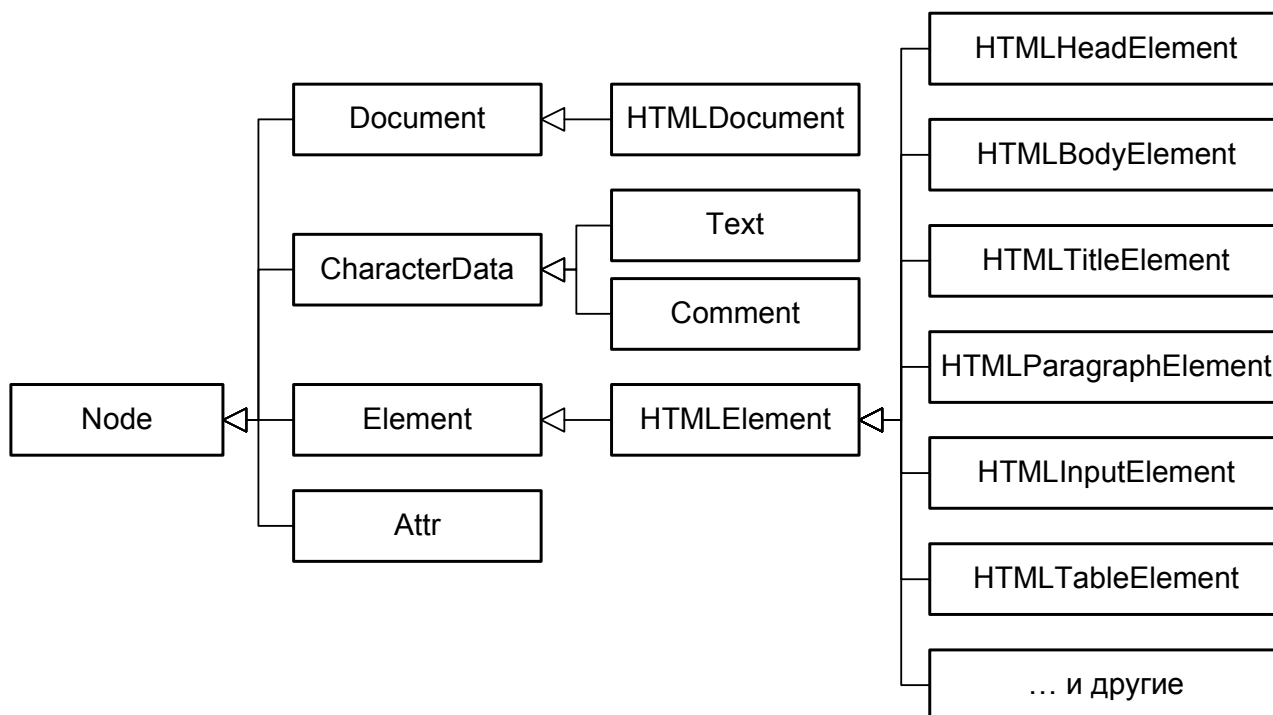 Node
Document
CharacterData
Element
Attr
HTMLDocument
Text
Comment
HTMLElement
HTMLHeadElement
HTMLBodyElement
HTMLTitleElement
HTMLParagraphElement
HTMLInputElement
HTMLTableElement
… и другие